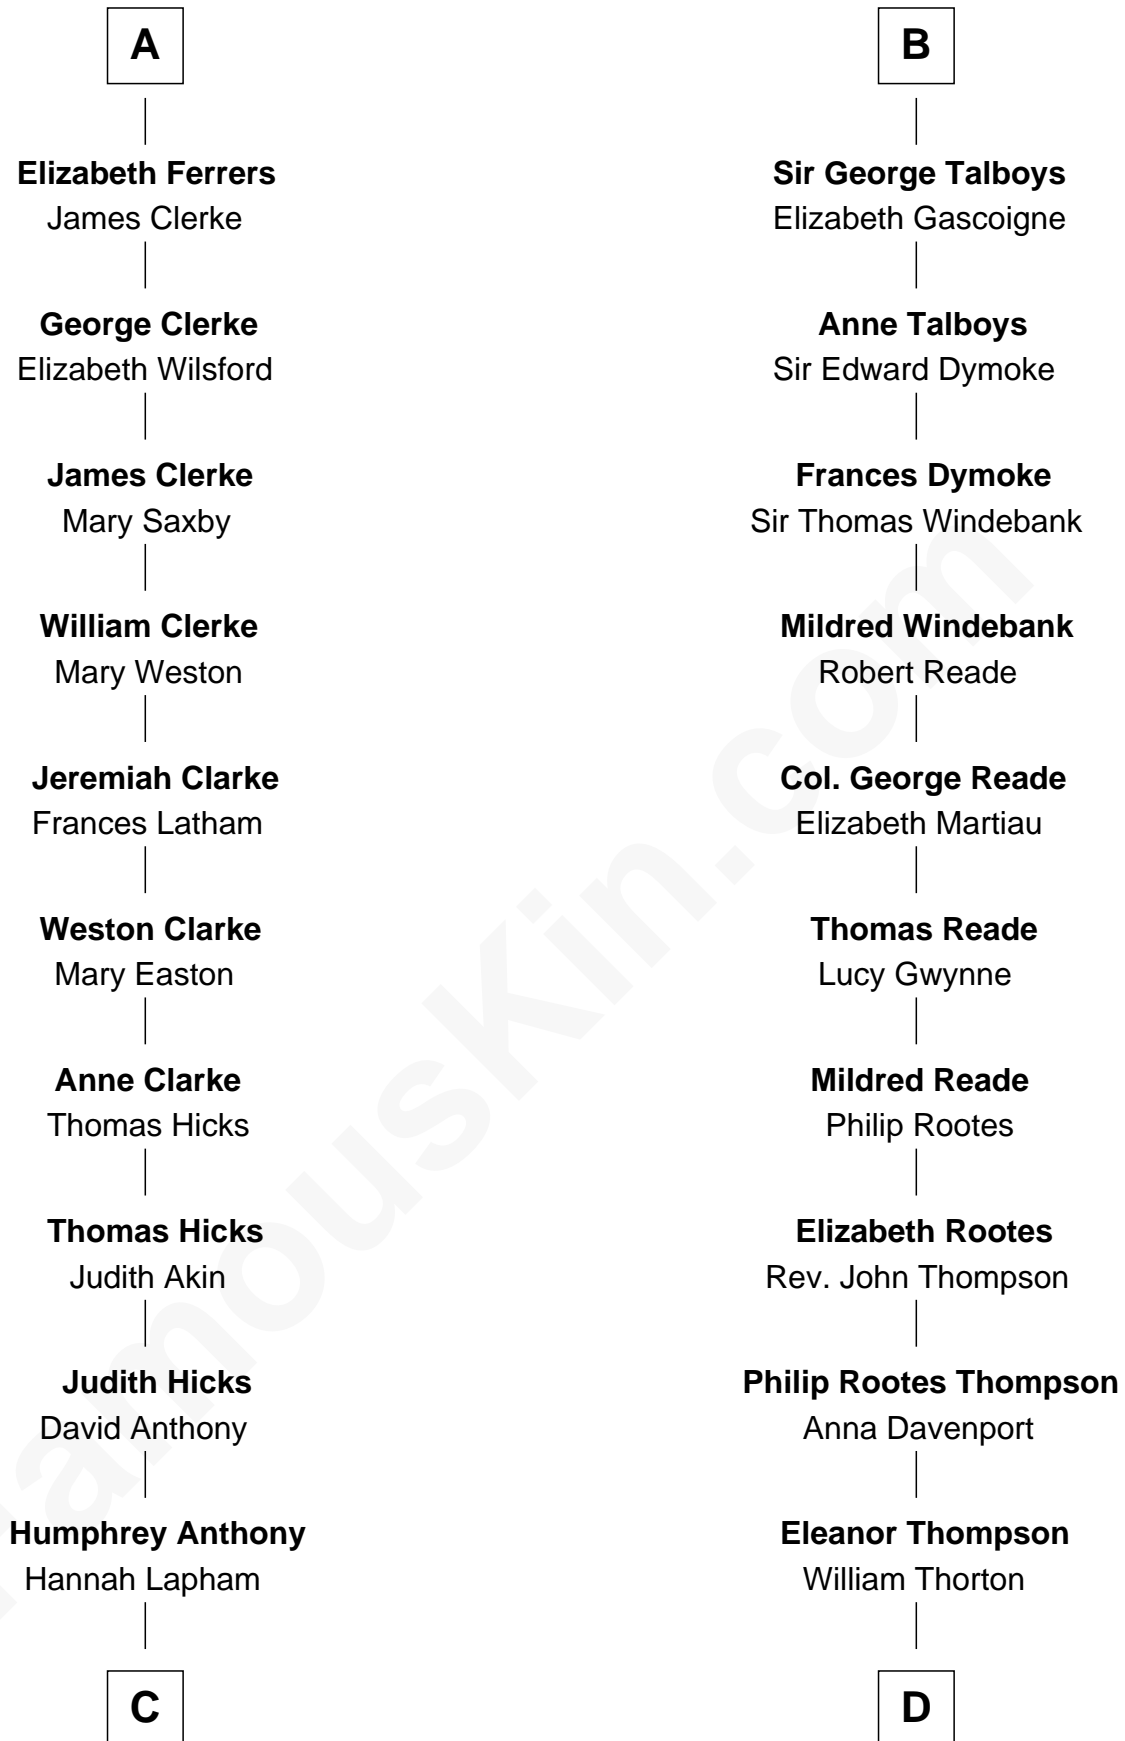 A
Elizabeth Ferrers
James Clerke
George Clerke
Elizabeth Wilsford
James Clerke
Mary Saxby
William Clerke
Mary Weston
Jeremiah Clarke
Frances Latham
Weston Clarke
Mary Easton
Anne Clarke
Thomas Hicks
Thomas Hicks
Judith Akin
Judith Hicks
David Anthony
Humphrey Anthony
Hannah Lapham
C
B
Sir George Talboys
Elizabeth Gascoigne
Anne Talboys
Sir Edward Dymoke
Frances Dymoke
Sir Thomas Windebank
Mildred Windebank
Robert Reade
Col. George Reade
Elizabeth Martiau
Thomas Reade
Lucy Gwynne
Mildred Reade
Philip Rootes
Elizabeth Rootes
Rev. John Thompson
Philip Rootes Thompson
Anna Davenport
Eleanor Thompson
William Thorton
D
FamousKin.com